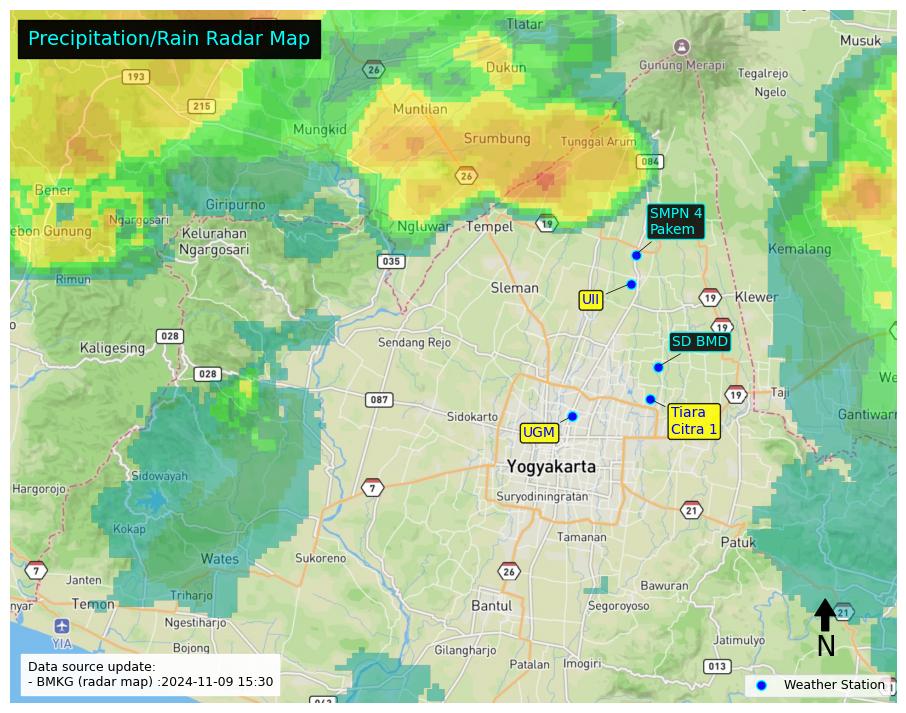 Precipitation/Rain Radar Map
Tlatar
Musuk
26
Dukun
Gunung Merapi
Tegalrejo
193
Ngelo
215
Muntilan
Mungkid
Srumbung
Tunggal Arum
084
26
Bener
Giripurno
Ngargosari
Ngluwar
Tempel
19
SMPN 4
Pakem
ebon Gunung
Kelurahan
Ngargosari
Kemalang
035
Rimun
Sleman
UII
19
Klewer
o
028
19
Kaligesing
Sendang Rejo
SD BMD
028
We
087
19
Taji
Sidokarto
Tiara
Citra 1
Gantiwarn
UGM
Yogyakarta
Sidowayah
Hargorojo
7
Suryodiningratan
21
Kokap
Tamanan
Patuk
Wates
Sukoreno
7
26
Janten
Bawuran
Triharjo
nyar
Temon
Bantul
Segoroyoso
21
Ngestiharjo
YIA
N
Jatimulyo
Bojong
Gilangharjo
Patalan
Imogiri
013
Data source update:
- BMKG (radar map) :2024-11-09 15:30
Weather Station